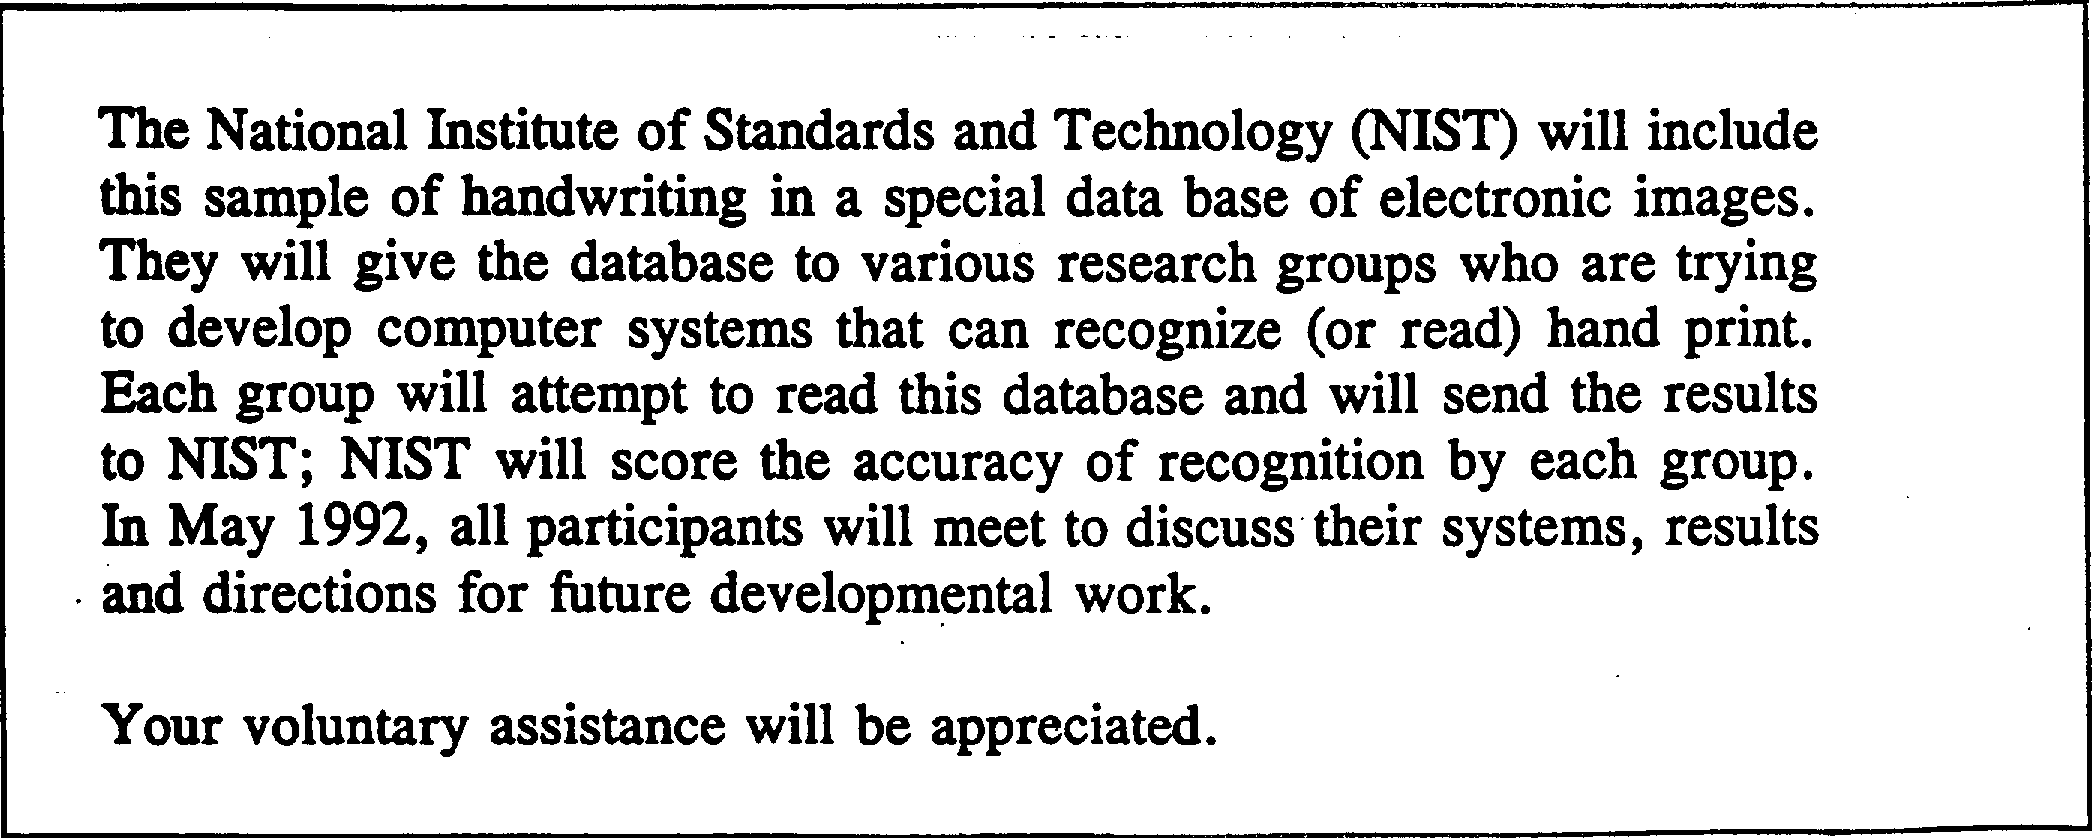 The National Institute of Standards and Technology (NIST) will include
this sample of handwriting in a special data base of electronic images.
They will give the database to various research groups who are trying
to develop computer systems that can recognize (or read) hand print.
Each group will attempt to read this database and will send the results
to NIST; NIST will score the accuracy of recognition by each group.
In May 1992, all participants will meet to discuss their systems, results
and directions for future developmental work.
Your voluntary assistance will be appreciated.